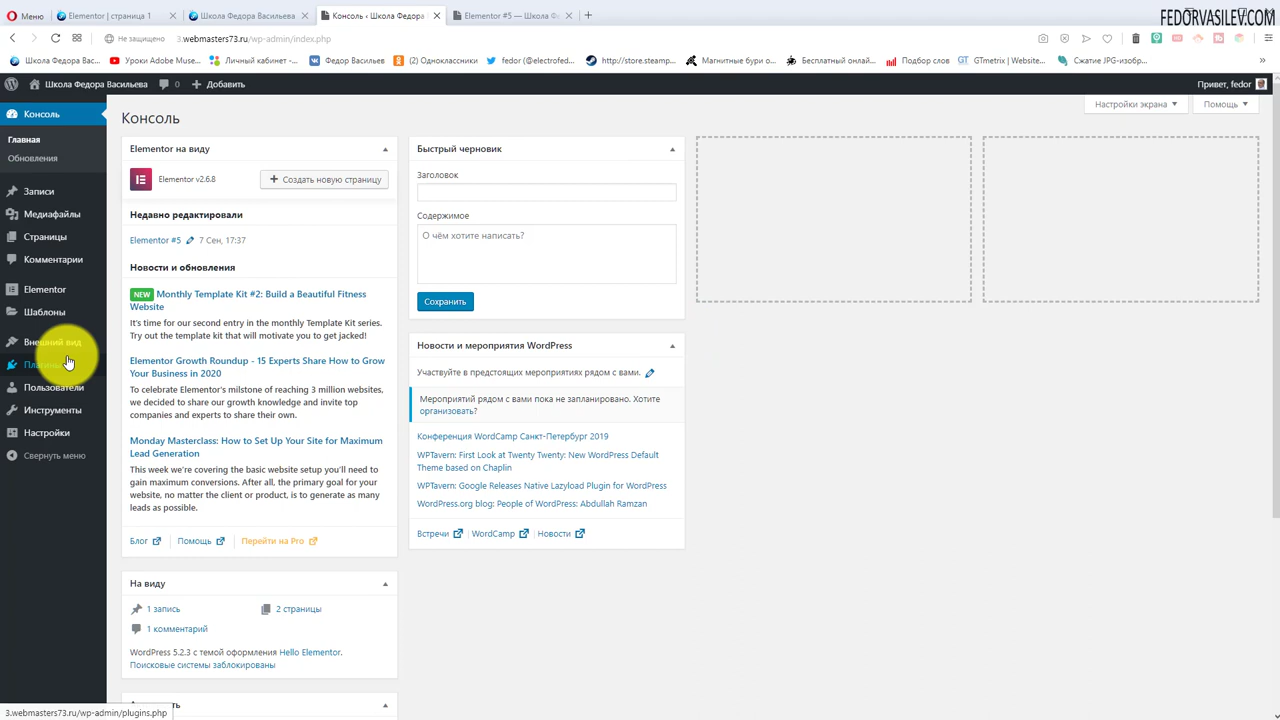 Меню
Elementor | страница 1
Школа Федора Васильева
Консоль ‹ Школа Федора
Elementor #5 — Школа Ф
FEDORVASILEV.COM
Не защищено
3.webmasters73.ru/wp-admin/index.php
Школа Федора Вас...
Уроки Adobe Muse...
Личный кабинет -...
Федор Васильев
(2) Одноклассники
fedor (@electrofed...
http://store.steamp...
Магнитные бури о...
Бесплатный онлай...
Подбор слов
GTmetrix | Website...
Сжатие JPG-изобр...
Школа Федора Васильева
0
Добавить
Привет, fedor
Консоль
Главная
Обновления
Записи
Медиафайлы
Страницы
Комментарии
Elementor
Шаблоны
Внешний вид
Плагины
Пользователи
Инструменты
Настройки
Свернуть меню
Настройки экрана
Помощь
Консоль
Elementor на виду
Elementor v2.6.8
Создать новую страницу
Недавно редактировали
Elementor #5 7 Сен, 17:37
Новости и обновления
NEW Monthly Template Kit #2: Build a Beautiful Fitness
Website
It's time for our second entry in the monthly Template Kit series.
Try out the template kit that will motivate you to get jacked!
Elementor Growth Roundup - 15 Experts Share How to Grow
Your Business in 2020
To celebrate Elementor's milstone of reaching 3 million websites,
we decided to share our growth knowledge and invite top
companies and experts to share their own.
Monday Masterclass: How to Set Up Your Site for Maximum
Lead Generation
This week we're covering the basic website setup you'll need to
gain maximum conversions. After all, the primary goal for your
website, no matter the client or product, is to generate as many
leads as possible.
Блог
Помощь
Перейти на Pro
На виду
1 запись
2 страницы
1 комментарий
WordPress 5.2.3 с темой оформления Hello Elementor.
Поисковые системы заблокированы
Быстрый черновик
Заголовок
Содержимое
О чём хотите написать?
Сохранить
Новости и мероприятия WordPress
Участвуйте в предстоящих мероприятиях рядом с вами.
Мероприятий рядом с вами пока не запланировано. Хотите
организовать?
Конференция WordCamp Санкт-Петербург 2019
WPTavern: First Look at Twenty Twenty: New WordPress Default
Theme based on Chaplin
WPTavern: Google Releases Native Lazyload Plugin for WordPress
WordPress.org blog: People of WordPress: Abdullah Ramzan
Встречи
WordCamp
Новости
3.webmasters73.ru/wp-admin/plugins.php